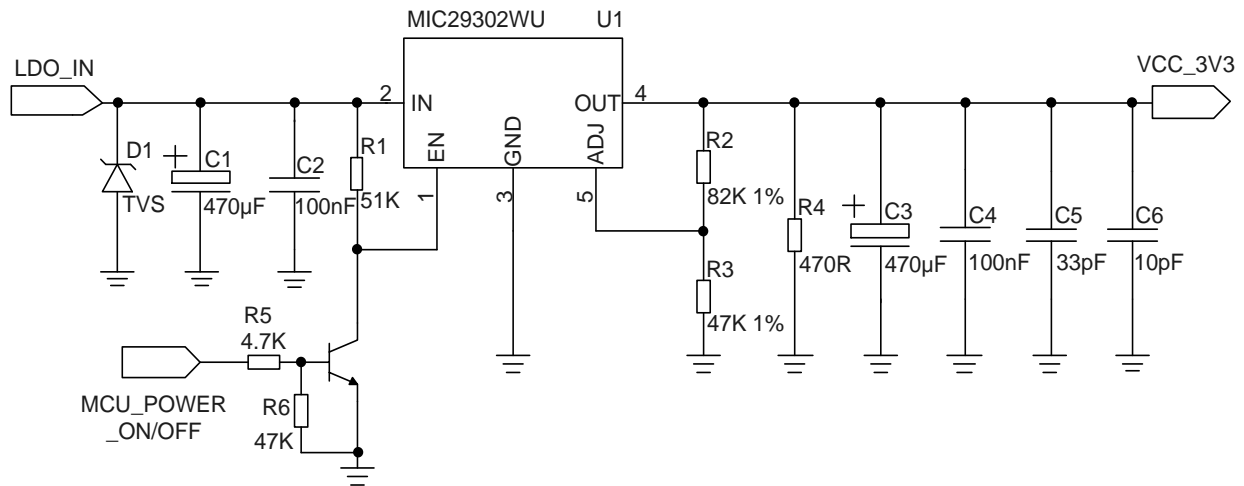 MIC29302WU U1
LDO_IN
VCC_3V3
2 IN OUT 4
EN GND ADJ
1 3 5
D1
TVS
C1
470µF
C2
100nF
R1
51K
R2
82K 1%
R3
47K 1%
R4
470R
C3
470µF
C4
100nF
C5
33pF
C6
10pF
R5
4.7K
MCU_POWER
_ON/OFF
R6
47K